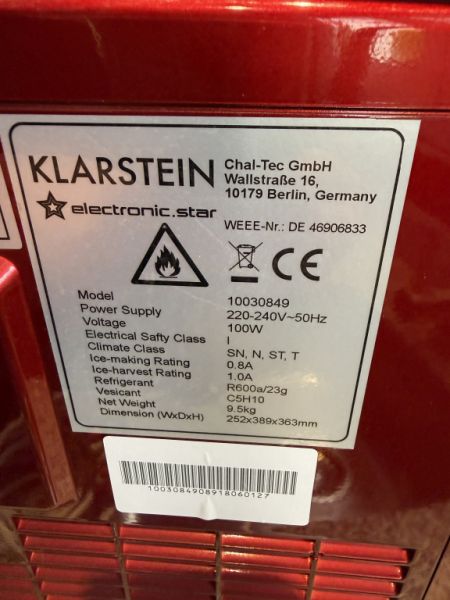 KLARSTEIN
Chal-Tec GmbH
Wallstraße 16,
10179 Berlin, Germany
electronic.star
WEEE-Nr.: DE 46906833
CE
Model 10030849
Power Supply 220-240V~50Hz
Voltage 100W
Electrical Safty Class I
Climate Class SN, N, ST, T
Ice-making Rating 0.8A
Ice-harvest Rating 1.0A
Refrigerant R600a/23g
Vesicant C5H10
Net Weight 9.5kg
Dimension (WxDxH) 252x389x363mm
1003084908918060127